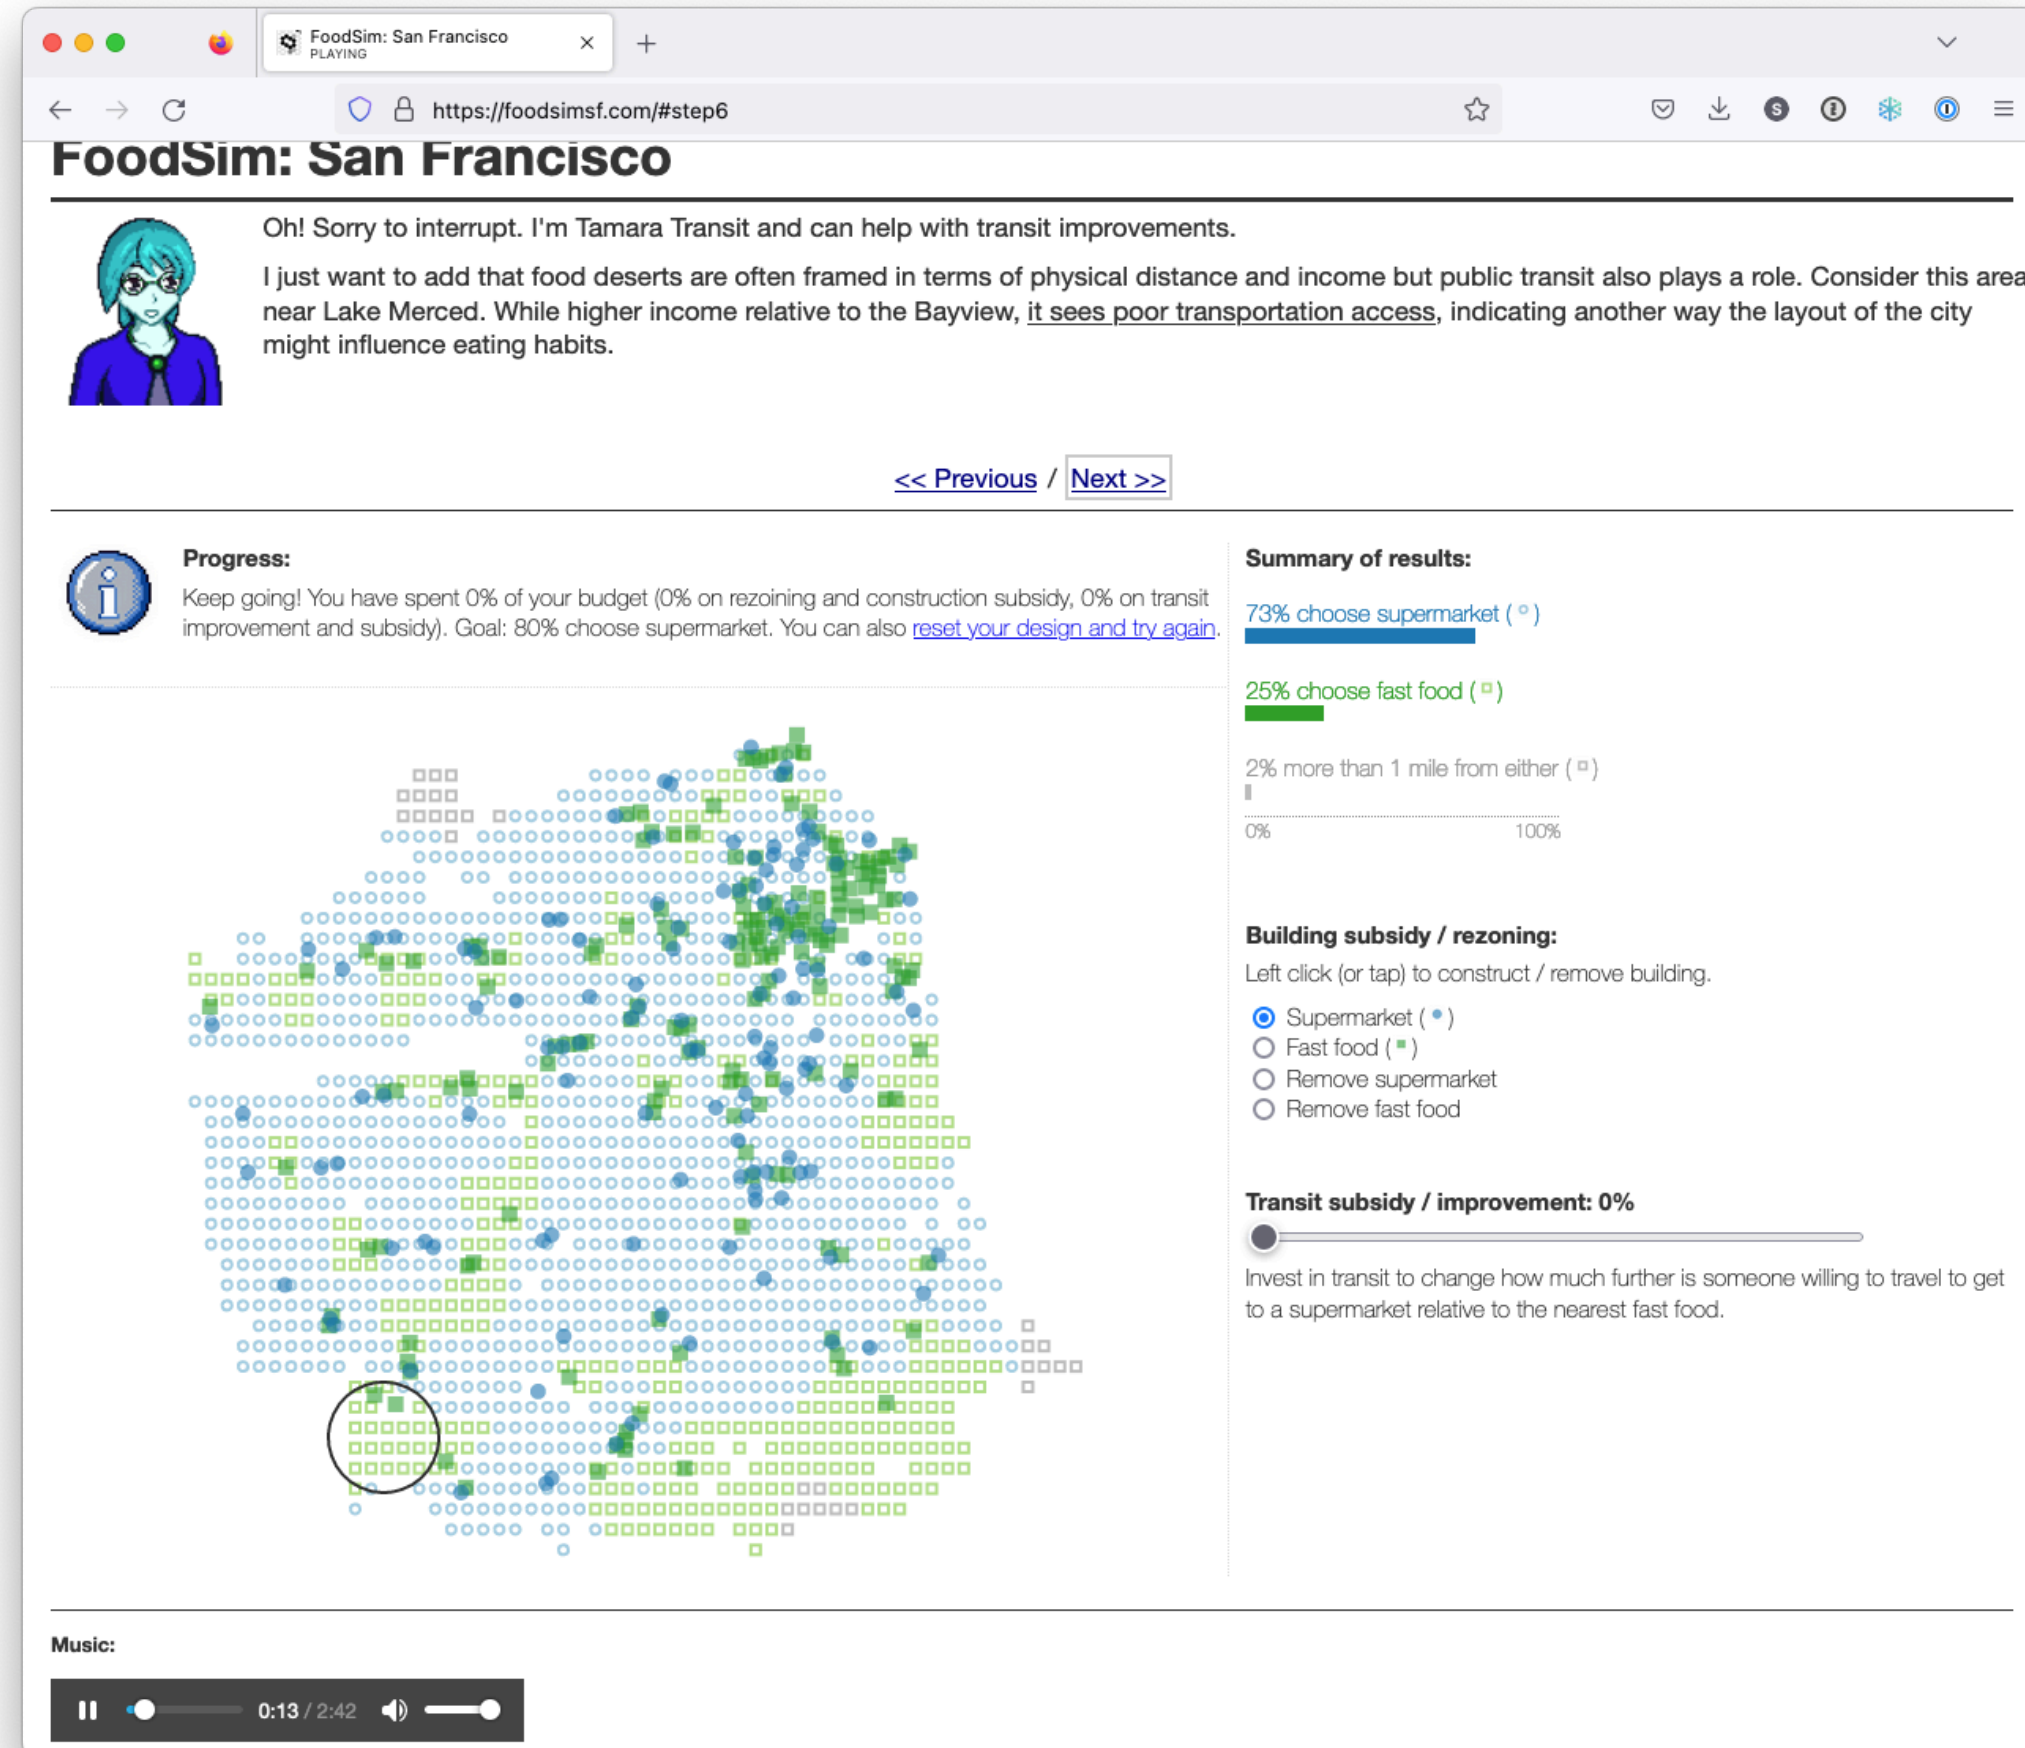 FoodSim: San Francisco
PLAYING
https://foodsimsf.com/#step6
FoodSim: San Francisco
Oh! Sorry to interrupt. I'm Tamara Transit and can help with transit improvements.
I just want to add that food deserts are often framed in terms of physical distance and income but public transit also plays a role. Consider this area
near Lake Merced. While higher income relative to the Bayview, it sees poor transportation access, indicating another way the layout of the city
might influence eating habits.
<< Previous / Next >>
Progress:
Keep going! You have spent 0% of your budget (0% on rezoining and construction subsidy, 0% on transit
improvement and subsidy). Goal: 80% choose supermarket. You can also reset your design and try again.
Summary of results:
73% choose supermarket ( )
25% choose fast food ( )
2% more than 1 mile from either ( )
0% 100%
Building subsidy / rezoning:
Left click (or tap) to construct / remove building.
Supermarket ( )
Fast food ( )
Remove supermarket
Remove fast food
Transit subsidy / improvement: 0%
Invest in transit to change how much further is someone willing to travel to get
to a supermarket relative to the nearest fast food.
Music:
0:13 / 2:42